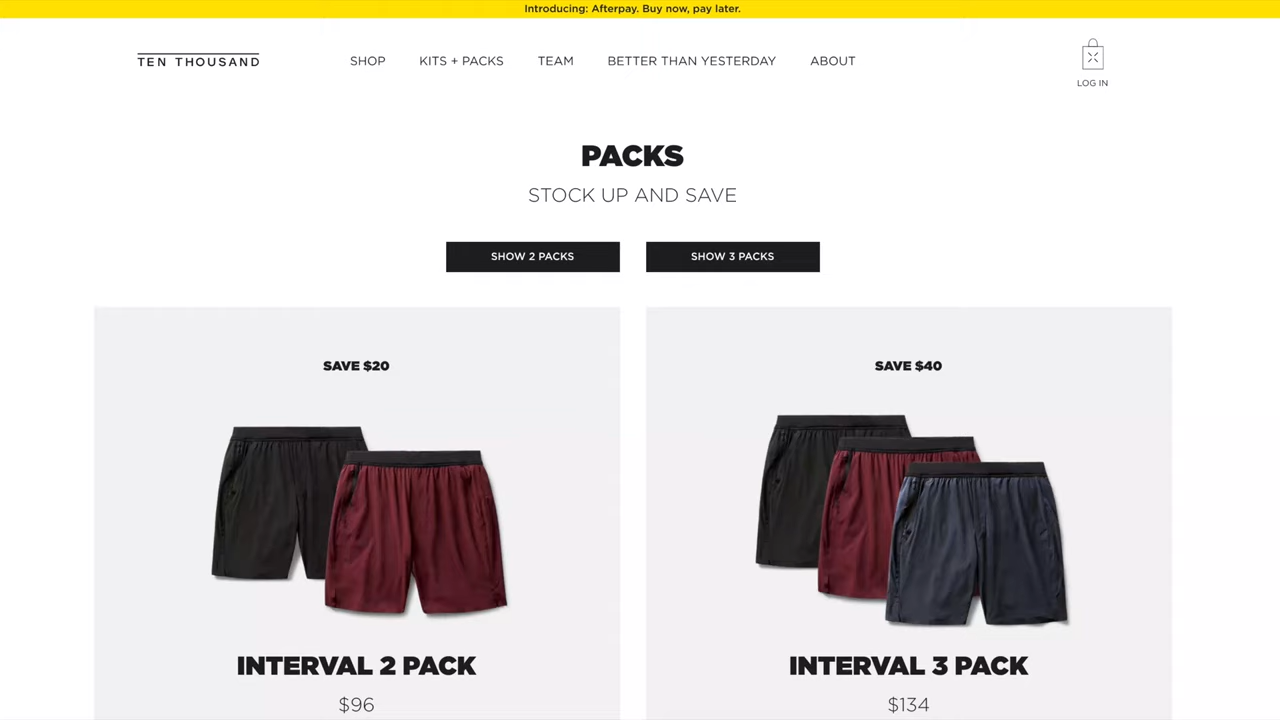 Introducing: Afterpay. Buy now, pay later.
TEN THOUSAND
SHOP
KITS + PACKS
TEAM
BETTER THAN YESTERDAY
ABOUT
LOG IN
PACKS
STOCK UP AND SAVE
SHOW 2 PACKS
SHOW 3 PACKS
SAVE $20
SAVE $40
INTERVAL 2 PACK
INTERVAL 3 PACK
$96
$134